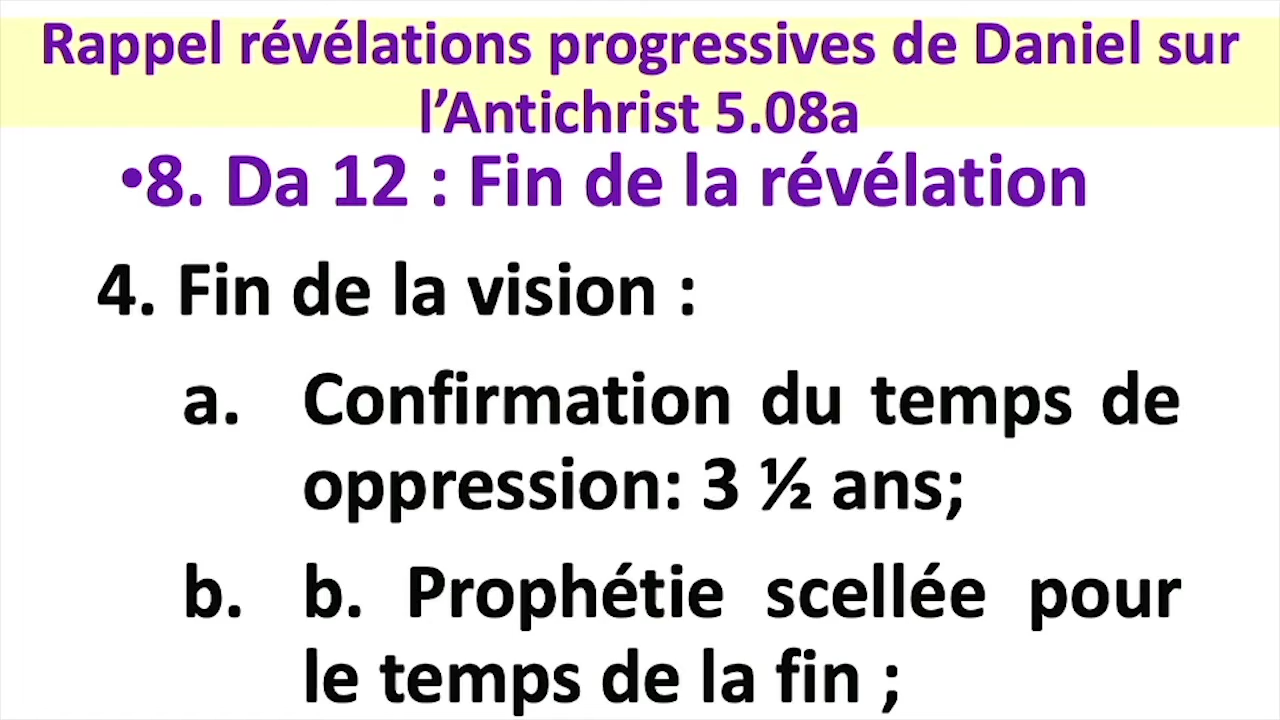 Rappel révélations progressives de Daniel sur
l’Antichrist 5.08a
•8. Da 12 : Fin de la révélation
4. Fin de la vision :
a. Confirmation du temps de
oppression: 3 ½ ans;
b. b. Prophétie scellée pour
le temps de la fin ;